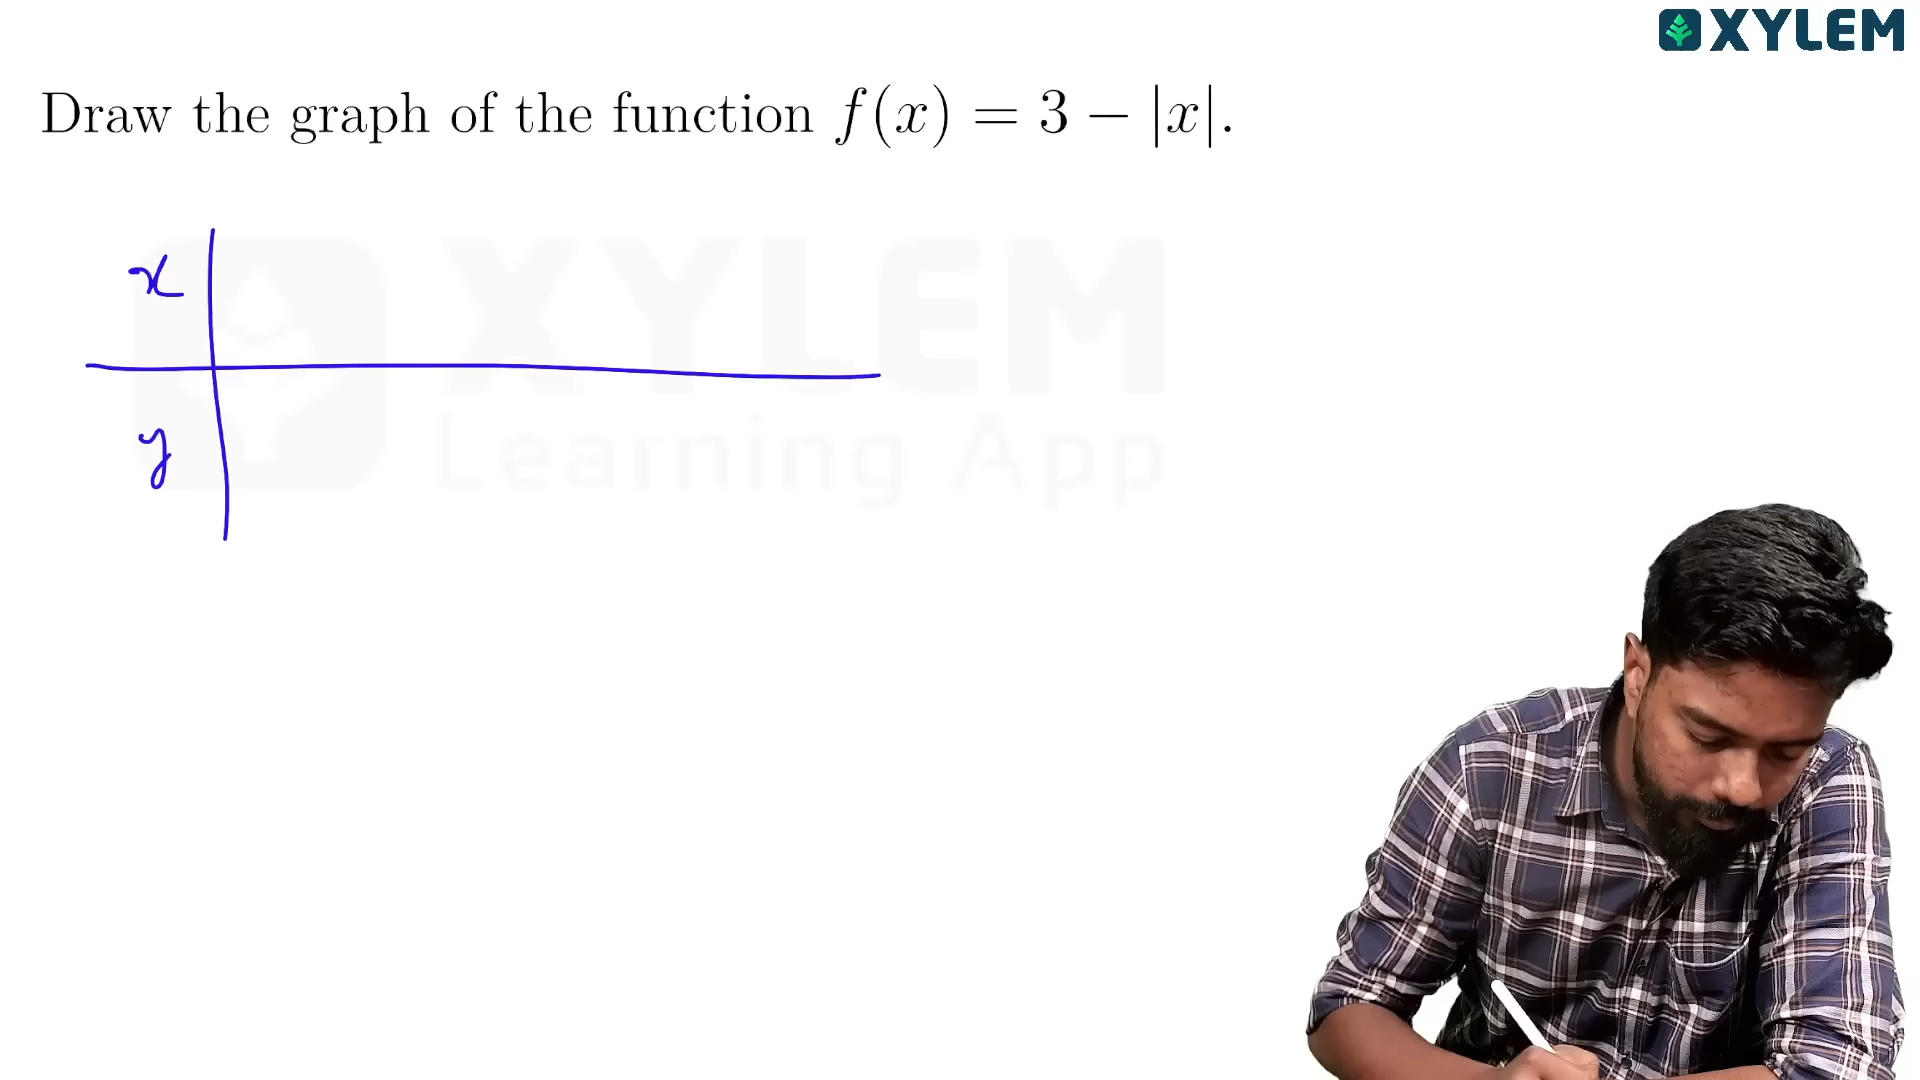 XYLEM
Draw the graph of the function f(x) = 3 − |x|.
x
y
XYLEM
Learning App